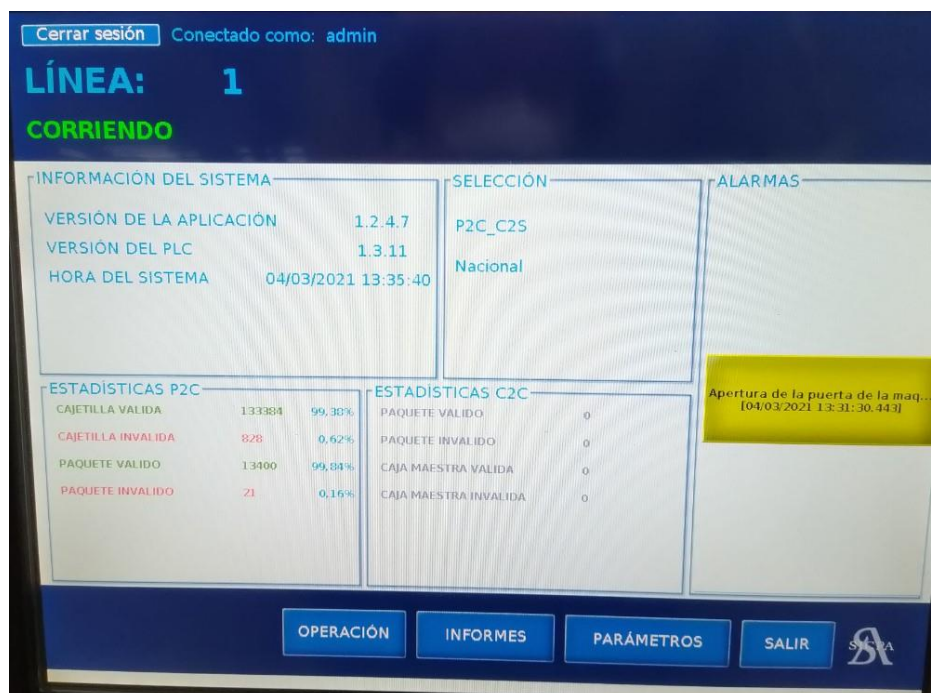 Cerrar sesión Conectado como: admin
LÍNEA: 1
CORRIENDO
INFORMACIÓN DEL SISTEMA
VERSIÓN DE LA APLICACIÓN 1.2.4.7
VERSIÓN DEL PLC 1.3.11
HORA DEL SISTEMA 04/03/2021 13:35:40
SELECCIÓN
P2C_C2S
Nacional
ALARMAS
Apertura de la puerta de la maq...
[04/03/2021 13:31:30.443]
ESTADÍSTICAS P2C
CAJETILLA VALIDA 133384 99,38%
CAJETILLA INVALIDA 828 0,62%
PAQUETE VALIDO 13400 99,84%
PAQUETE INVALIDO 21 0,16%
ESTADÍSTICAS C2C
PAQUETE VALIDO 0
PAQUETE INVALIDO 0
CAJA MAESTRA VALIDA 0
CAJA MAESTRA INVALIDA 0
OPERACIÓN INFORMES PARÁMETROS SALIR
SICPA